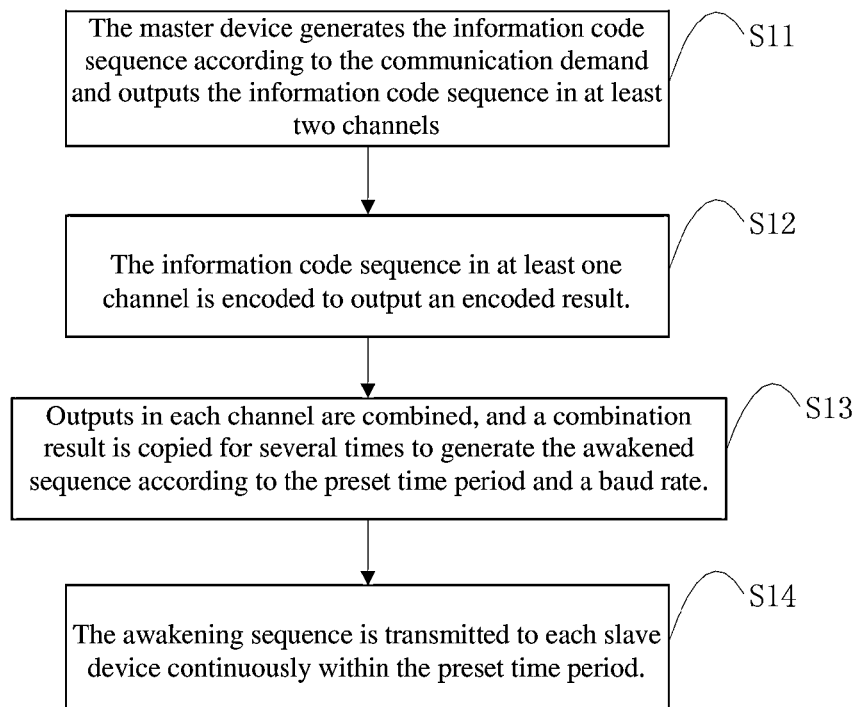 The master device generates the information code
sequence according to the communication demand
and outputs the information code sequence in at least
two channels
S11
The information code sequence in at least one
channel is encoded to output an encoded result.
S12
Outputs in each channel are combined, and a combination
result is copied for several times to generate the awakened
sequence according to the preset time period and a baud rate.
S13
The awakening sequence is transmitted to each slave
device continuously within the preset time period.
S14